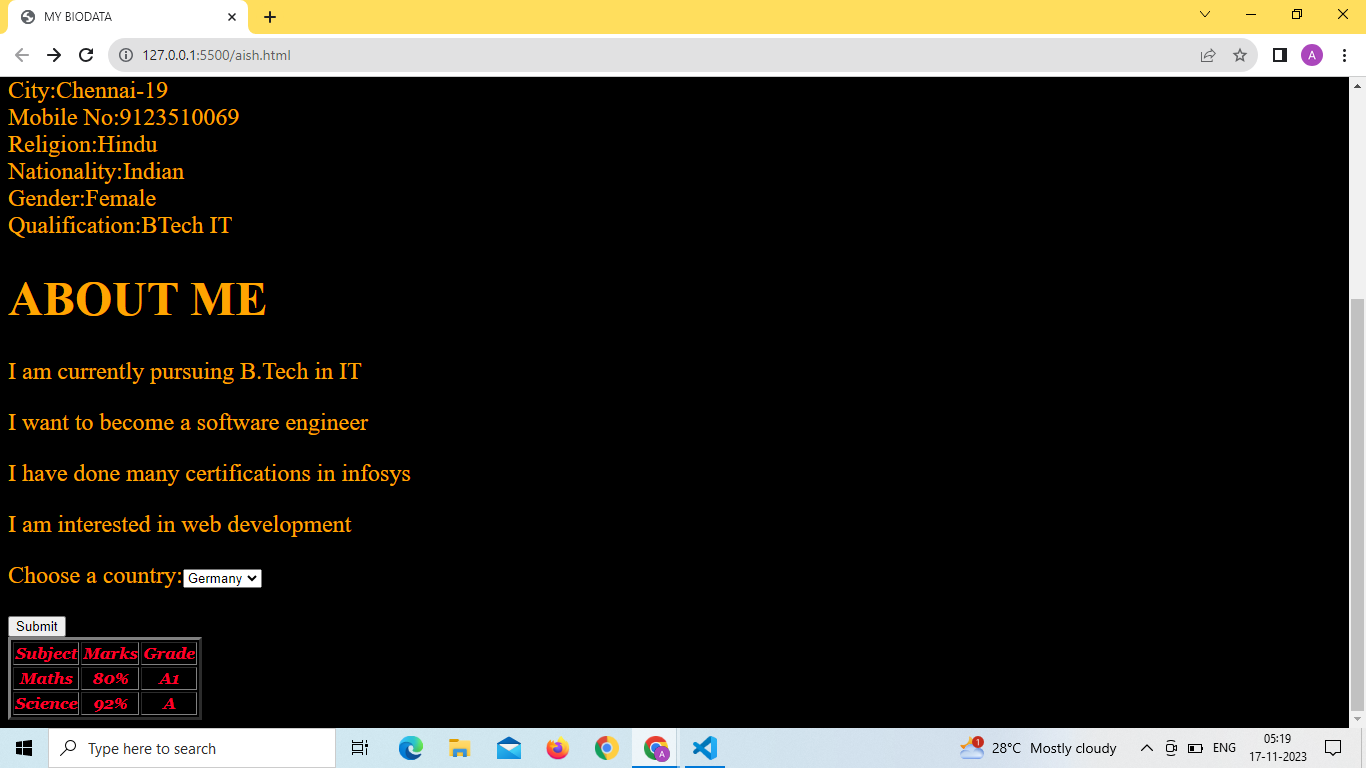 MY BIODATA
127.0.0.1:5500/aish.html
A
City:Chennai-19
Mobile No:9123510069
Religion:Hindu
Nationality:Indian
Gender:Female
Qualification:BTech IT
ABOUT ME
I am currently pursuing B.Tech in IT
I want to become a software engineer
I have done many certifications in infosys
I am interested in web development
Choose a country:Germany
Submit
Subject Marks Grade
Maths 80% A1
Science 92% A
Type here to search
A
1
28°C Mostly cloudy
ENG
05:19
17-11-2023